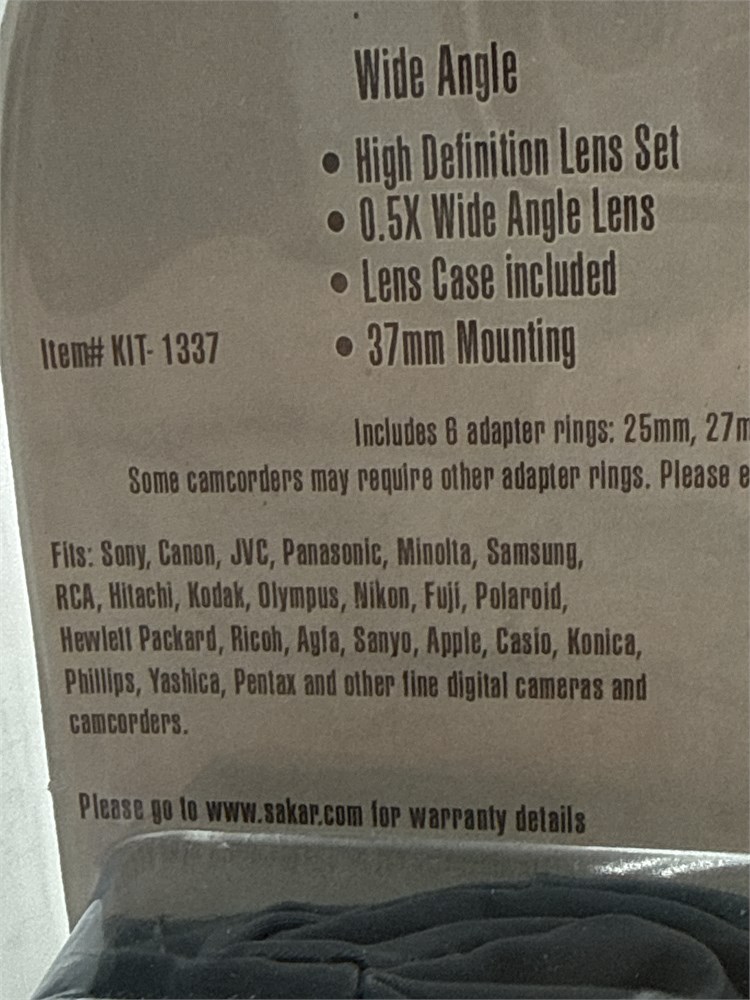 Wide Angle
• High Definition Lens Set
• 0.5X Wide Angle Lens
• Lens Case included
• 37mm Mounting
Item# KIT- 1337
Includes 6 adapter rings: 25mm, 27m
Some camcorders may require other adapter rings. Please e
Fits: Sony, Canon, JVC, Panasonic, Minolta, Samsung,
RCA, Hitachi, Kodak, Olympus, Nikon, Fuji, Polaroid,
Hewlett Packard, Ricoh, Agfa, Sanyo, Apple, Casio, Konica,
Phillips, Yashica, Pentax and other fine digital cameras and
camcorders.
Please go to www.sakar.com for warranty details